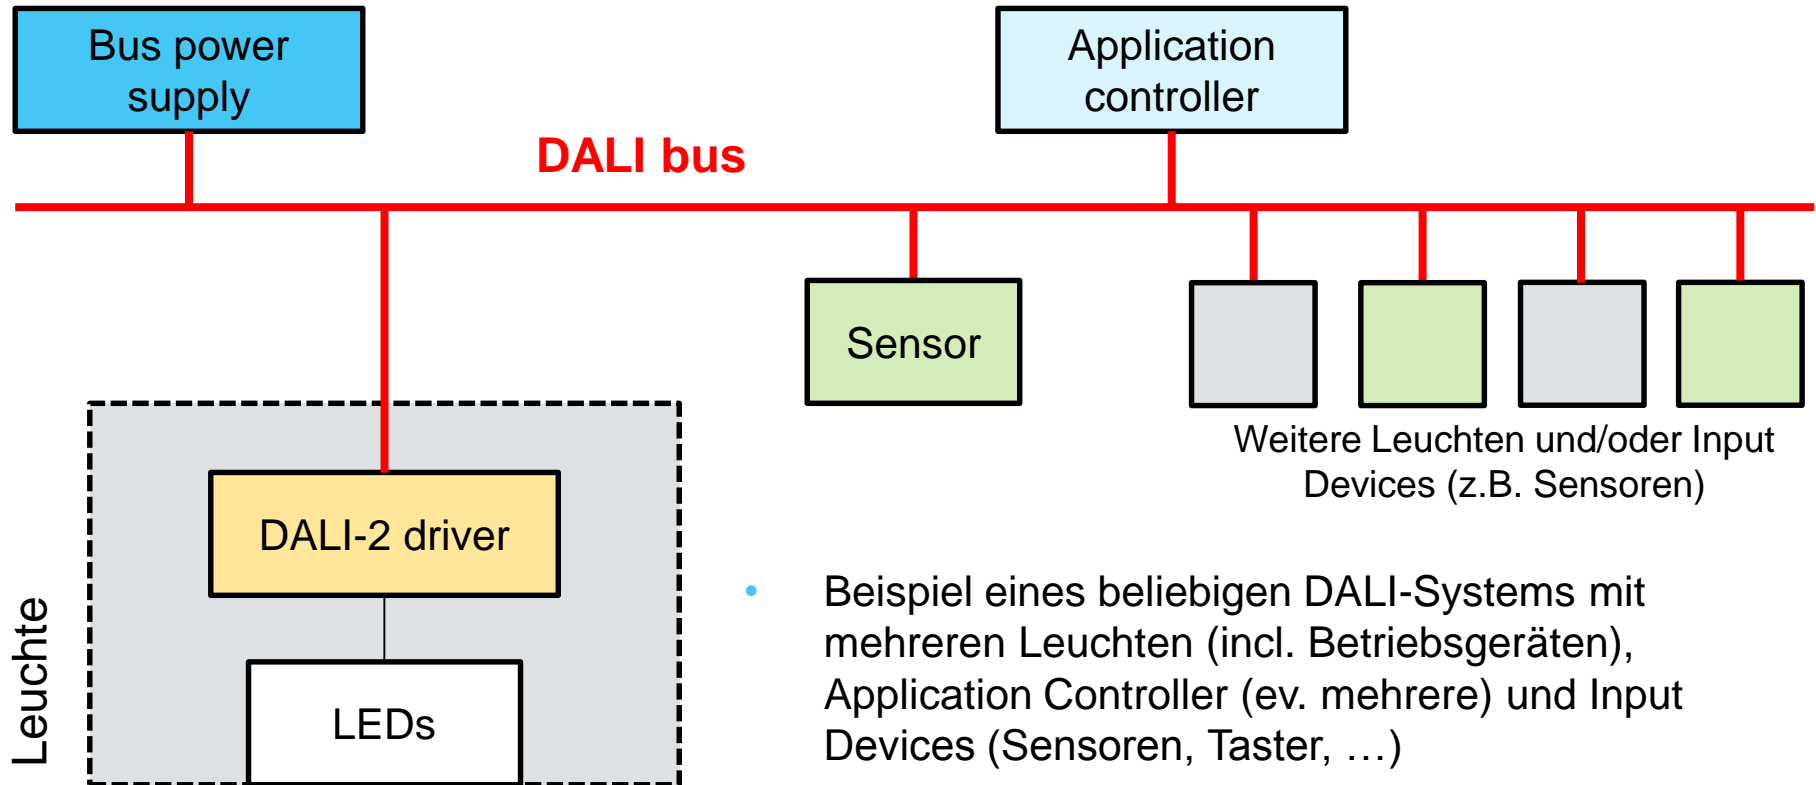 Bus power
supply
Application
controller
DALI bus
Sensor
Weitere Leuchten und/oder Input
Devices (z.B. Sensoren)
DALI-2 driver
LEDs
Leuchte
• Beispiel eines beliebigen DALI-Systems mit
mehreren Leuchten (incl. Betriebsgeräten),
Application Controller (ev. mehrere) und Input
Devices (Sensoren, Taster, …)